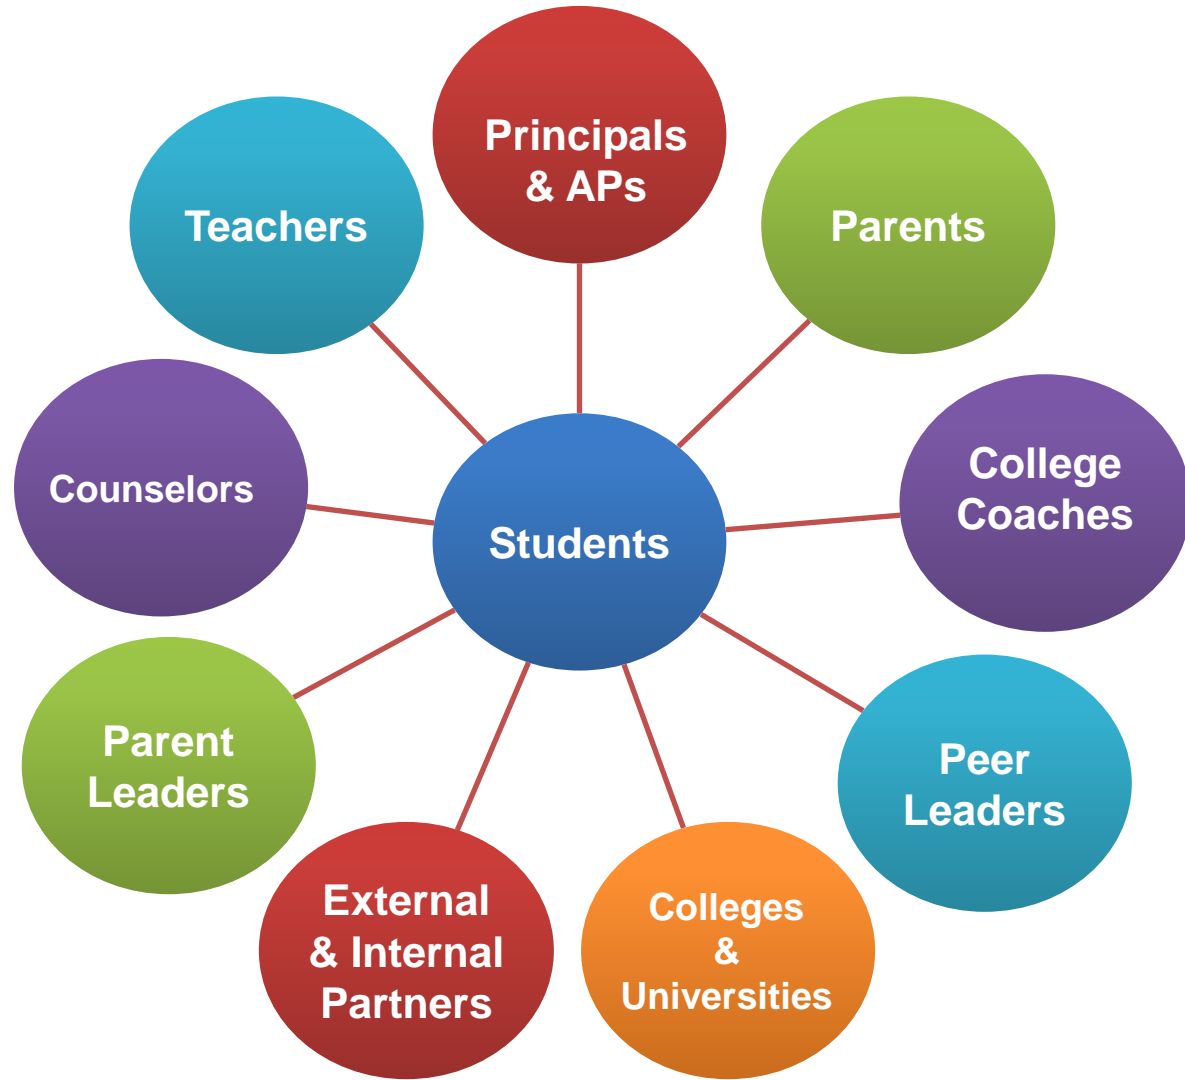 Principals
& APs
Teachers
Parents
College
Coaches
Counselors
Students
Parent
Leaders
Peer
Leaders
External
& Internal
Partners
Colleges
&
Universities